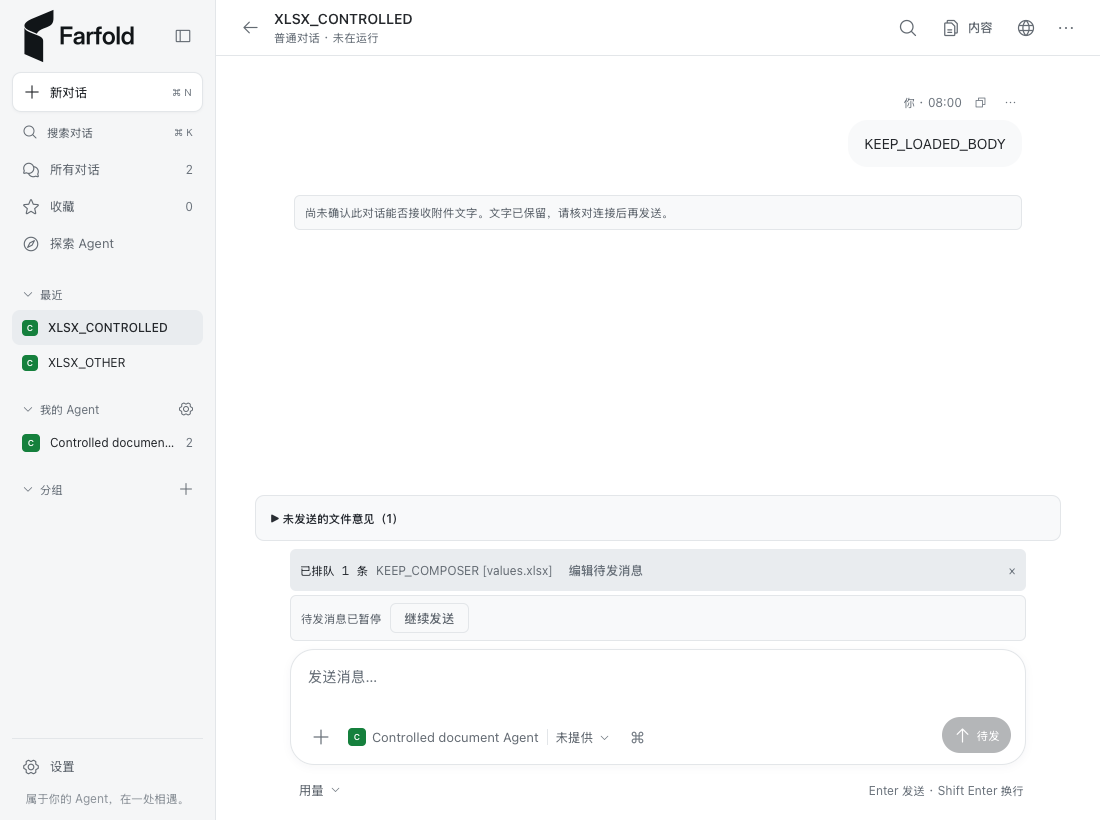 Farfold
新对话
⌘ N
搜索对话
⌘ K
所有对话
2
收藏
0
探索 Agent
最近
C XLSX_CONTROLLED
C XLSX_OTHER
我的 Agent
C Controlled documen... 2
分组
设置
属于你的 Agent，在一处相遇。
XLSX_CONTROLLED
普通对话 · 未在运行
内容
你 · 08:00
KEEP_LOADED_BODY
尚未确认此对话能否接收附件文字。文字已保留，请核对连接后再发送。
未发送的文件意见（1）
已排队 1 条 KEEP_COMPOSER [values.xlsx] 编辑待发消息 ×
待发消息已暂停 继续发送
发送消息...
C Controlled document Agent 未提供 ⌘ 待发
用量
Enter 发送 · Shift Enter 换行